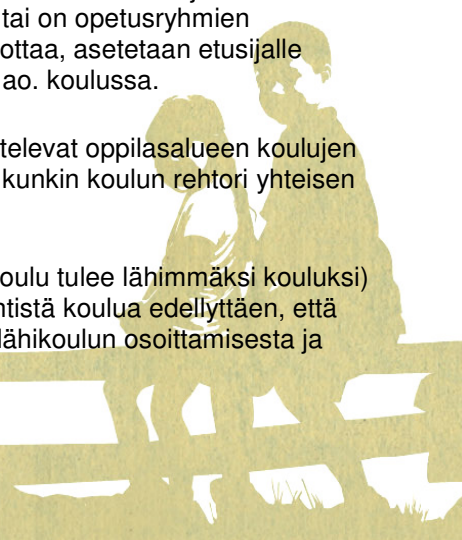 tai on opetusryhmien
ottaa, asetetaan etusijalle
ao. koulussa.
televat oppilasalueen koulujen
kunkin koulun rehtori yhteisen
oulu tulee lähimmäksi kouluksi)
ntistä koulua edellyttäen, että
lähikoulun osoittamisesta ja